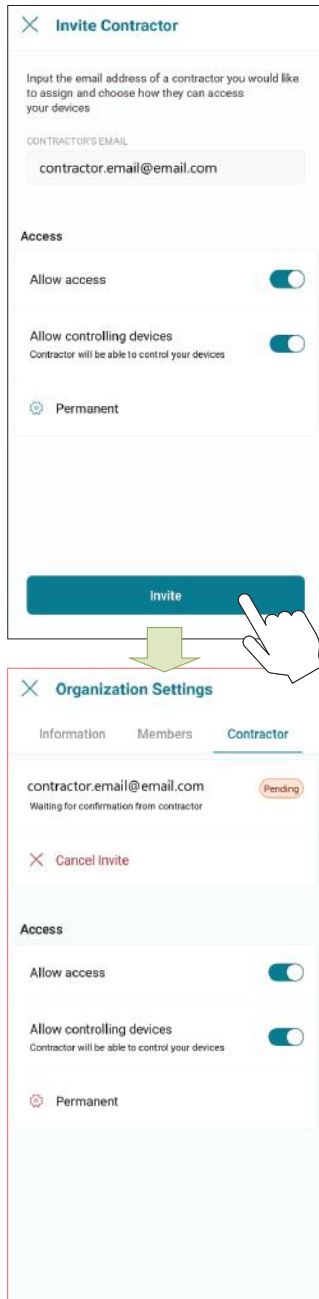 Invite Contractor
Input the email address of a contractor you would like
to assign and choose how they can access
your devices
CONTRACTOR'S EMAIL
contractor.email@email.com
Access
Allow access
Allow controlling devices
Contractor will be able to control your devices
Permanent
Invite
Organization Settings
Information Members Contractor
contractor.email@email.com Pending
Waiting for confirmation from contractor
Cancel Invite
Access
Allow access
Allow controlling devices
Contractor will be able to control your devices
Permanent